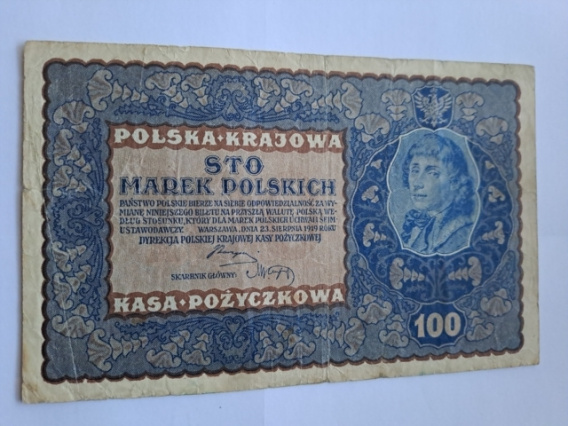 POLSKA KRAJOWA
STO
MAREK POLSKICH
PAŃSTWO POLSKIE BIERZE NA SIEBIE ODPOWIEDZIALNOŚĆ ZA WY-
MIANĘ NINIEJSZEGO BILETU NA PRZYSZŁĄ WALUTĘ POLSKĄ WE-
DŁUG STOSUNKU, KTÓRY DLA MAREK POLSKICH UCHWALI SEJM
USTAWODAWCZY. WARSZAWA, DNIA 23. SIERPNIA 1919 ROKU
DYREKCJA POLSKIEJ KRAJOWEJ KASY POŻYCZKOWEJ
SKARBNIK GŁÓWNY:
KASA POŻYCZKOWA
100